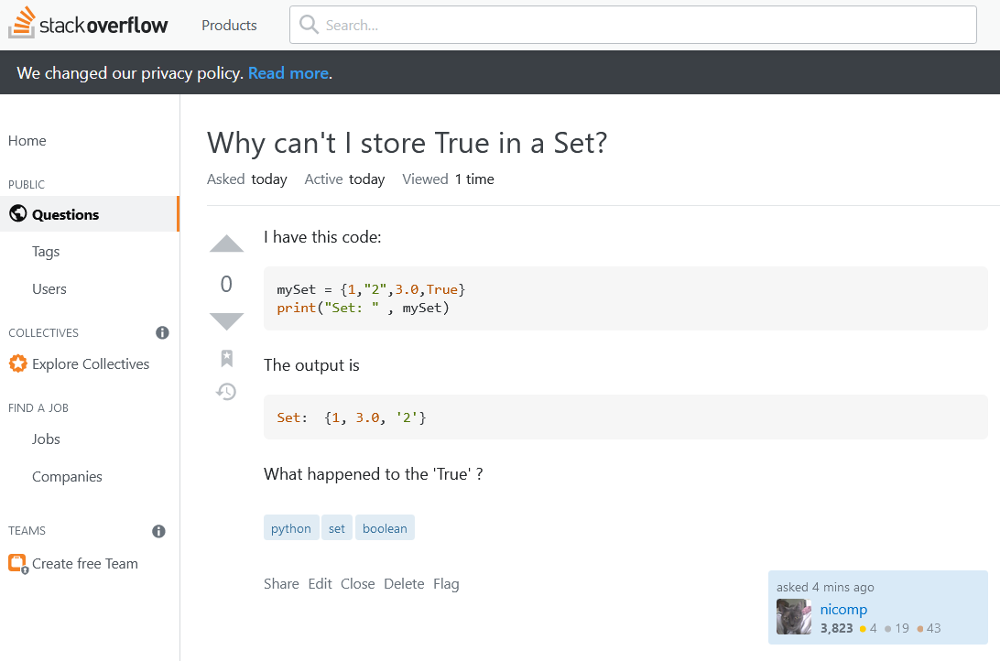 stackoverflow Products Search...
We changed our privacy policy. Read more.
Home
PUBLIC
Questions
Tags
Users
COLLECTIVES
Explore Collectives
FIND A JOB
Jobs
Companies
TEAMS
Create free Team
Why can't I store True in a Set?
Asked today Active today Viewed 1 time
0
I have this code:
mySet = {1,"2",3.0,True}
print("Set: " , mySet)
The output is
Set:  {1, 3.0, '2'}
What happened to the 'True' ?
python set boolean
Share Edit Close Delete Flag
asked 4 mins ago
nicomp
3,823 4 19 43